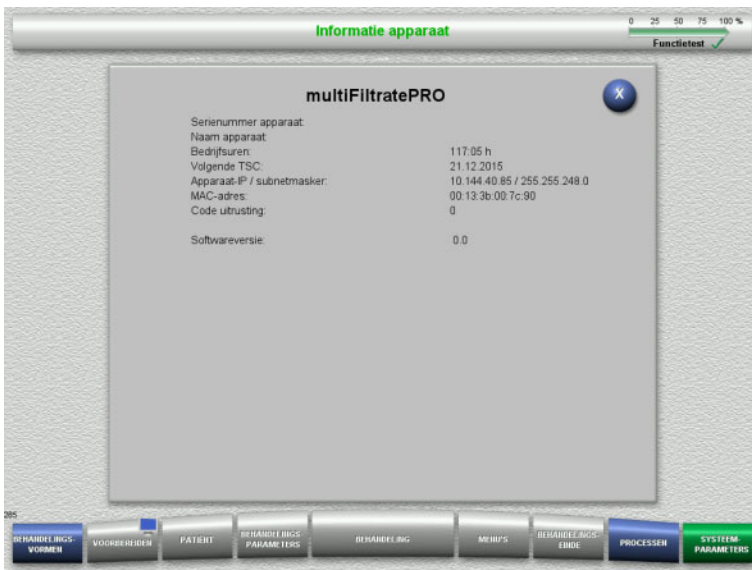 Informatie apparaat
0 25 50 75 100 %
Functietest
multiFiltratePRO
X
Serienummer apparaat:
Naam apparaat
Bedrijfsuren: 117:05 h
Volgende TSC: 21.12.2015
Apparaat-IP / subnetmasker: 10.144.40.85 / 255.255.248.0
MAC-adres: 00:13:3b:00:7c:90
Code uitrusting: 0
Softwareversie: 0.0
285
BEHANDELINGS-
VORMEN
VOORBEREIDEN
PATIËNT
BEHANDELINGS
PARAMETERS
BEHANDELING
MENU'S
BEHANDELINGS-
EINDE
PROCESSEN
SYSTEEM-
PARAMETERS